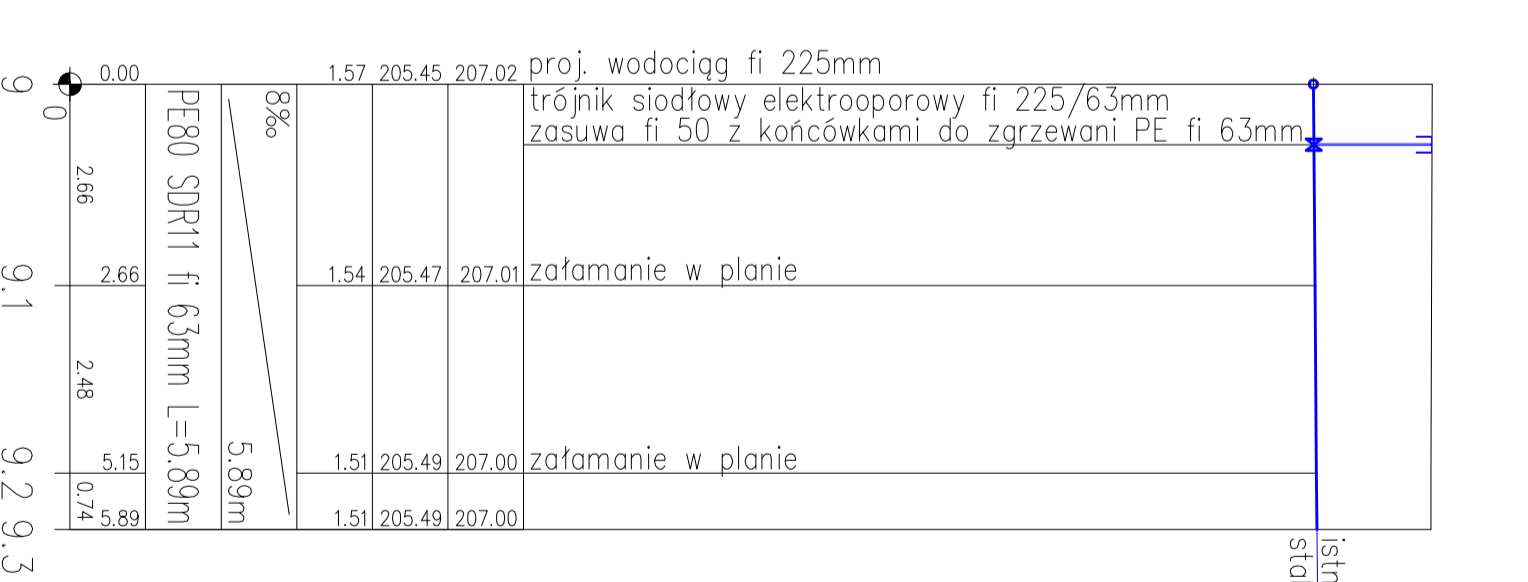 proj. wodociąg fi 225mm
0.00 1.57 205.45 207.02
trójnik siodłowy elektrooporowy fi 225/63mm
zasuwa fi 50 z końcówkami do zgrzewani PE fi 63mm
2.66 1.54 205.47 207.01 załamanie w planie
5.15 1.51 205.49 207.00 załamanie w planie
5.89 1.51 205.49 207.00
8‰
5.89m
PE80 SDR11 fi 63mm L=5.89m
2.66
2.48
0.74
0
9
9.1
9.2
9.3